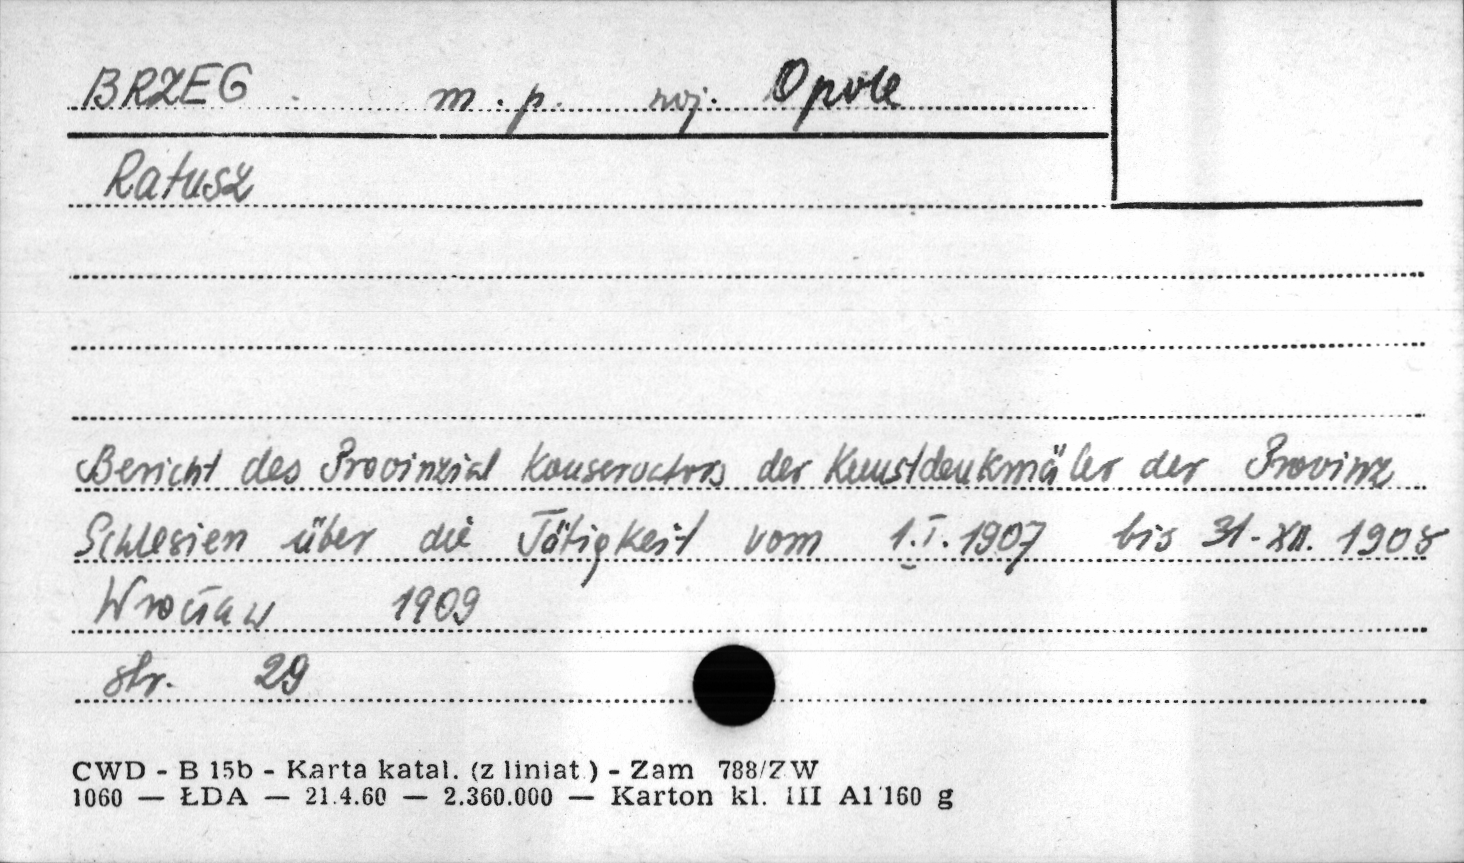 BRZEG m.p. woj. Opole
Ratusz
Bericht des Provinzial Konservators der Kunstdenkmäler der Provinz
Schlesien über die Tätigkeit vom 1.I.1907 bis 31.XII.1908
Wrocław 1909
str. 29
CWD - B 15b - Karta katal. (z liniat.) - Zam 788/ZW
1060 — ŁDA — 21.4.60 — 2.360.000 — Karton kl. III A1 160 g